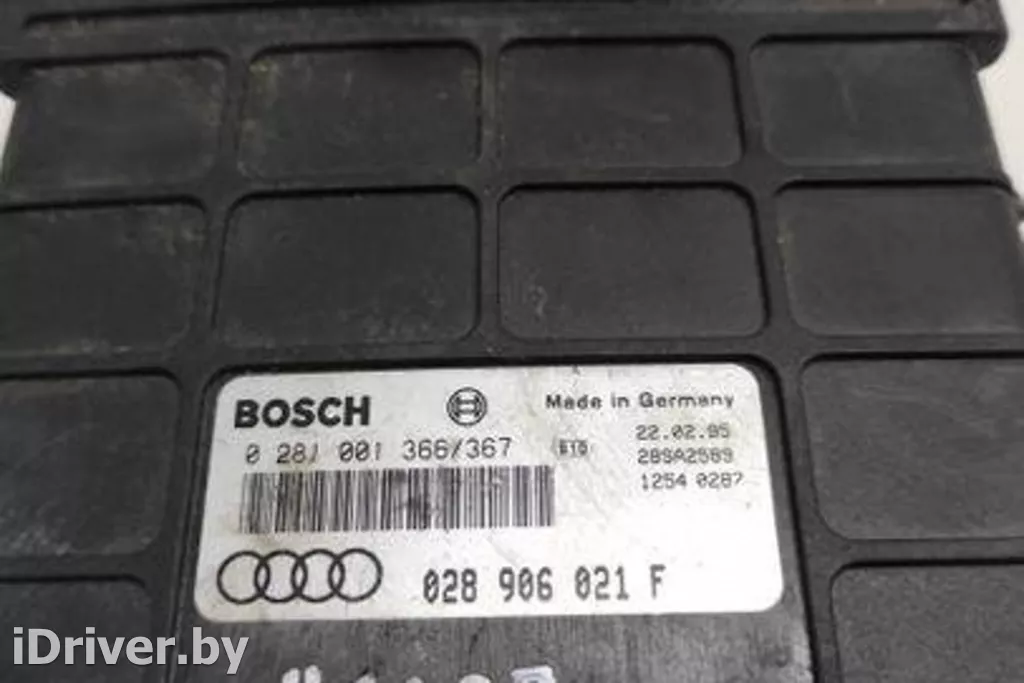 BOSCH
Made in Germany
0 281 001 366/367
22.02.95
28SA2589
1254 0287
028 906 021 F
iDriver.by